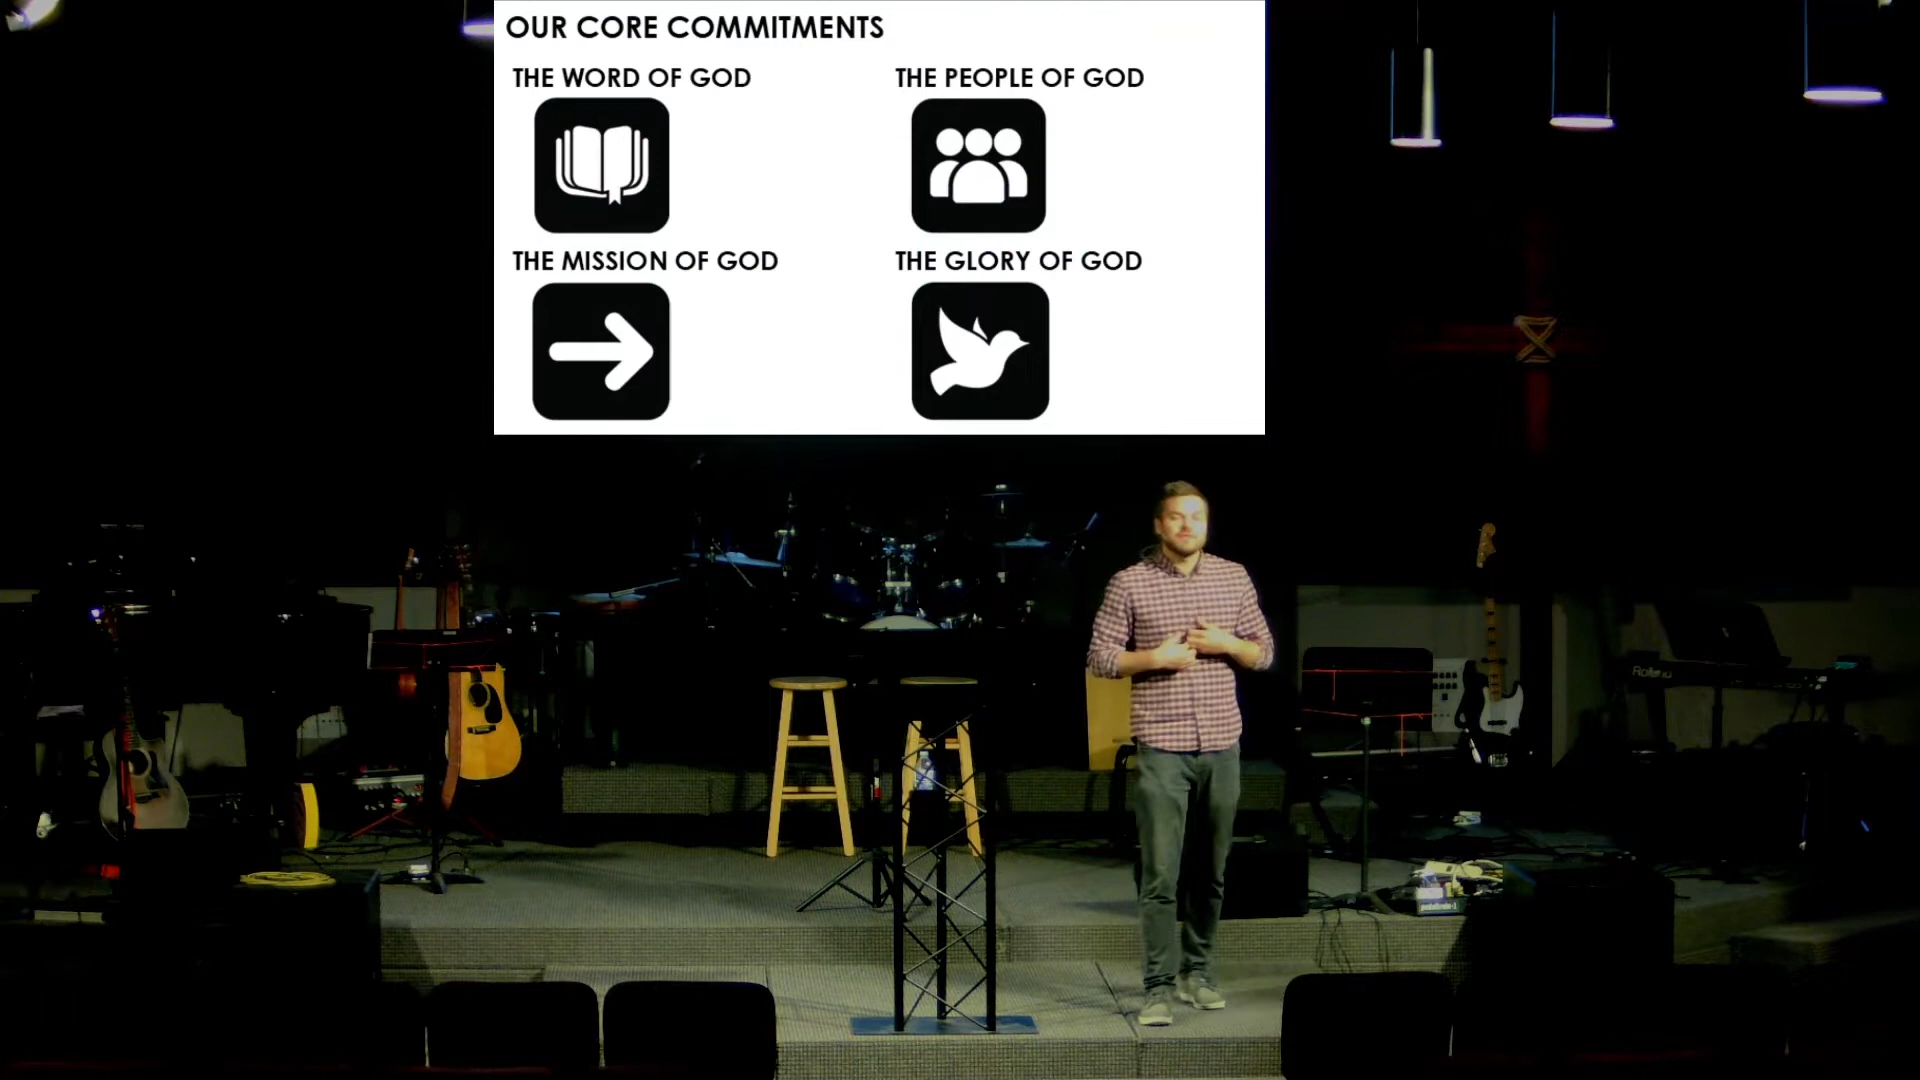 OUR CORE COMMITMENTS
THE WORD OF GOD
THE PEOPLE OF GOD
THE MISSION OF GOD
THE GLORY OF GOD
Roland